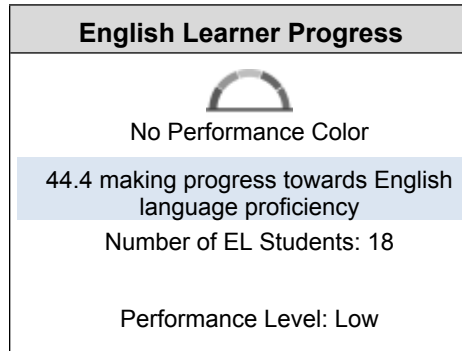 English Learner Progress
No Performance Color
44.4 making progress towards English
language proficiency
Number of EL Students: 18
Performance Level: Low